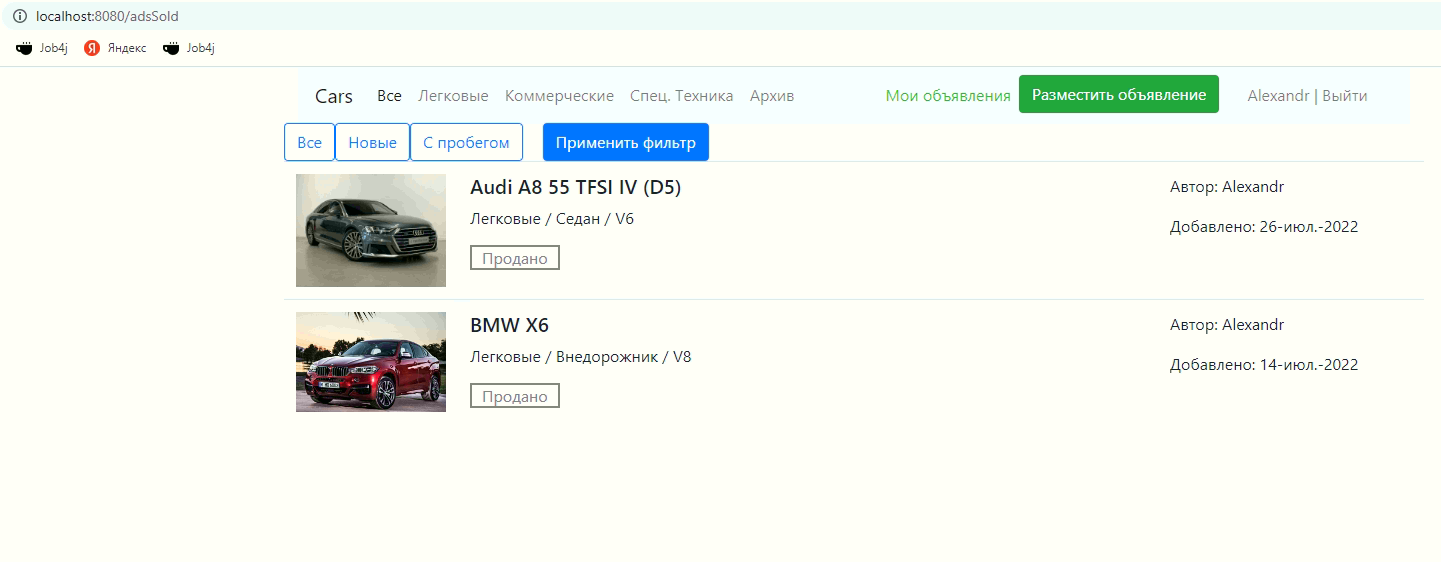 localhost:8080/adsSold
Job4j Яндекс Job4j
Cars Все Легковые Коммерческие Спец. Техника Архив Мои объявления Разместить объявление Alexandr | Выйти
Все Новые С пробегом Применить фильтр
Audi A8 55 TFSI IV (D5)
Автор: Alexandr
Легковые / Седан / V6
Добавлено: 26-июл.-2022
Продано
BMW X6
Автор: Alexandr
Легковые / Внедорожник / V8
Добавлено: 14-июл.-2022
Продано